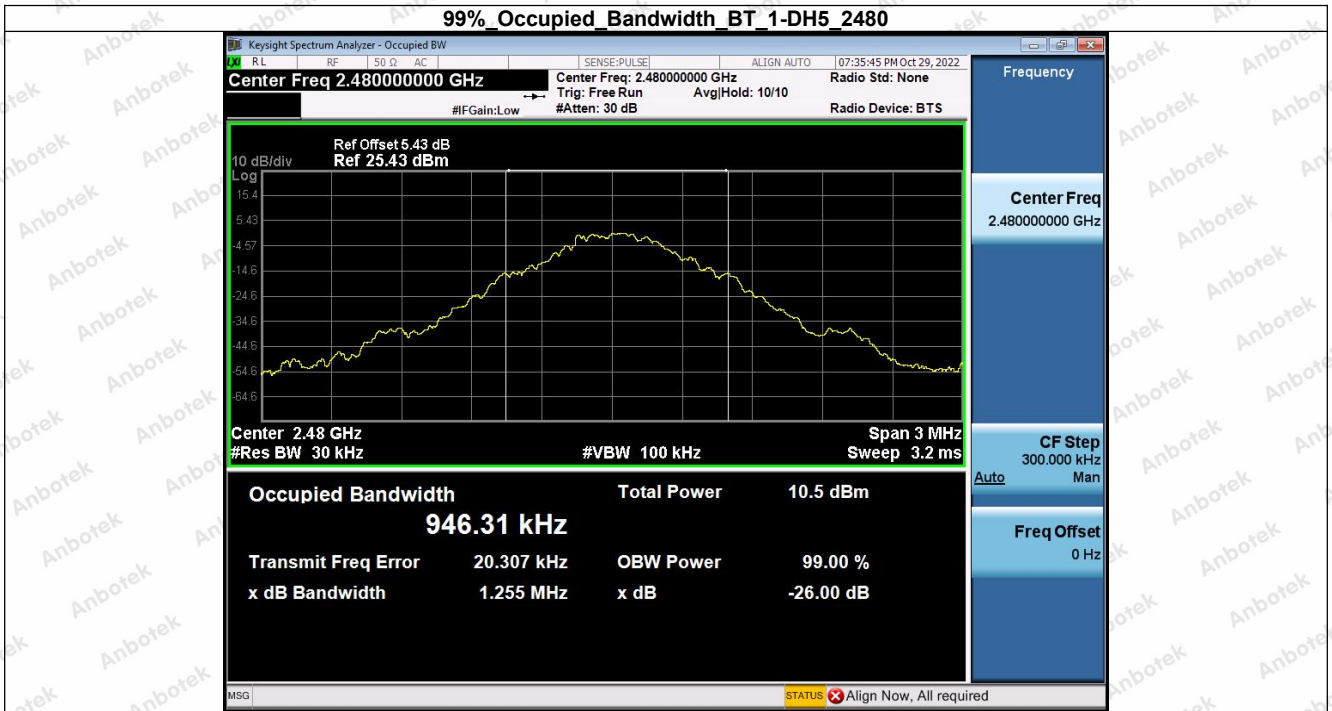 99%_Occupied_Bandwidth_BT_1-DH5_2480
Keysight Spectrum Analyzer - Occupied BW
LXI RL RF 50 Ω AC SENSE:PULSE ALIGN AUTO 07:35:45 PM Oct 29, 2022
Center Freq 2.480000000 GHz
Center Freq: 2.480000000 GHz
Radio Std: None
Trig: Free Run Avg|Hold: 10/10
#IFGain:Low
#Atten: 30 dB
Radio Device: BTS
Frequency
Ref Offset 5.43 dB
10 dB/div Ref 25.43 dBm
Log
15.4
5.43
-4.57
-14.6
-24.6
-34.6
-44.6
-54.6
-64.6
Center 2.48 GHz
Span 3 MHz
#Res BW 30 kHz
#VBW 100 kHz
Sweep 3.2 ms
Center Freq
2.480000000 GHz
CF Step
300.000 kHz
Auto Man
Freq Offset
0 Hz
Occupied Bandwidth
946.31 kHz
Total Power 10.5 dBm
Transmit Freq Error 20.307 kHz OBW Power 99.00 %
x dB Bandwidth 1.255 MHz x dB -26.00 dB
MSG
STATUS Align Now, All required
Anbotek